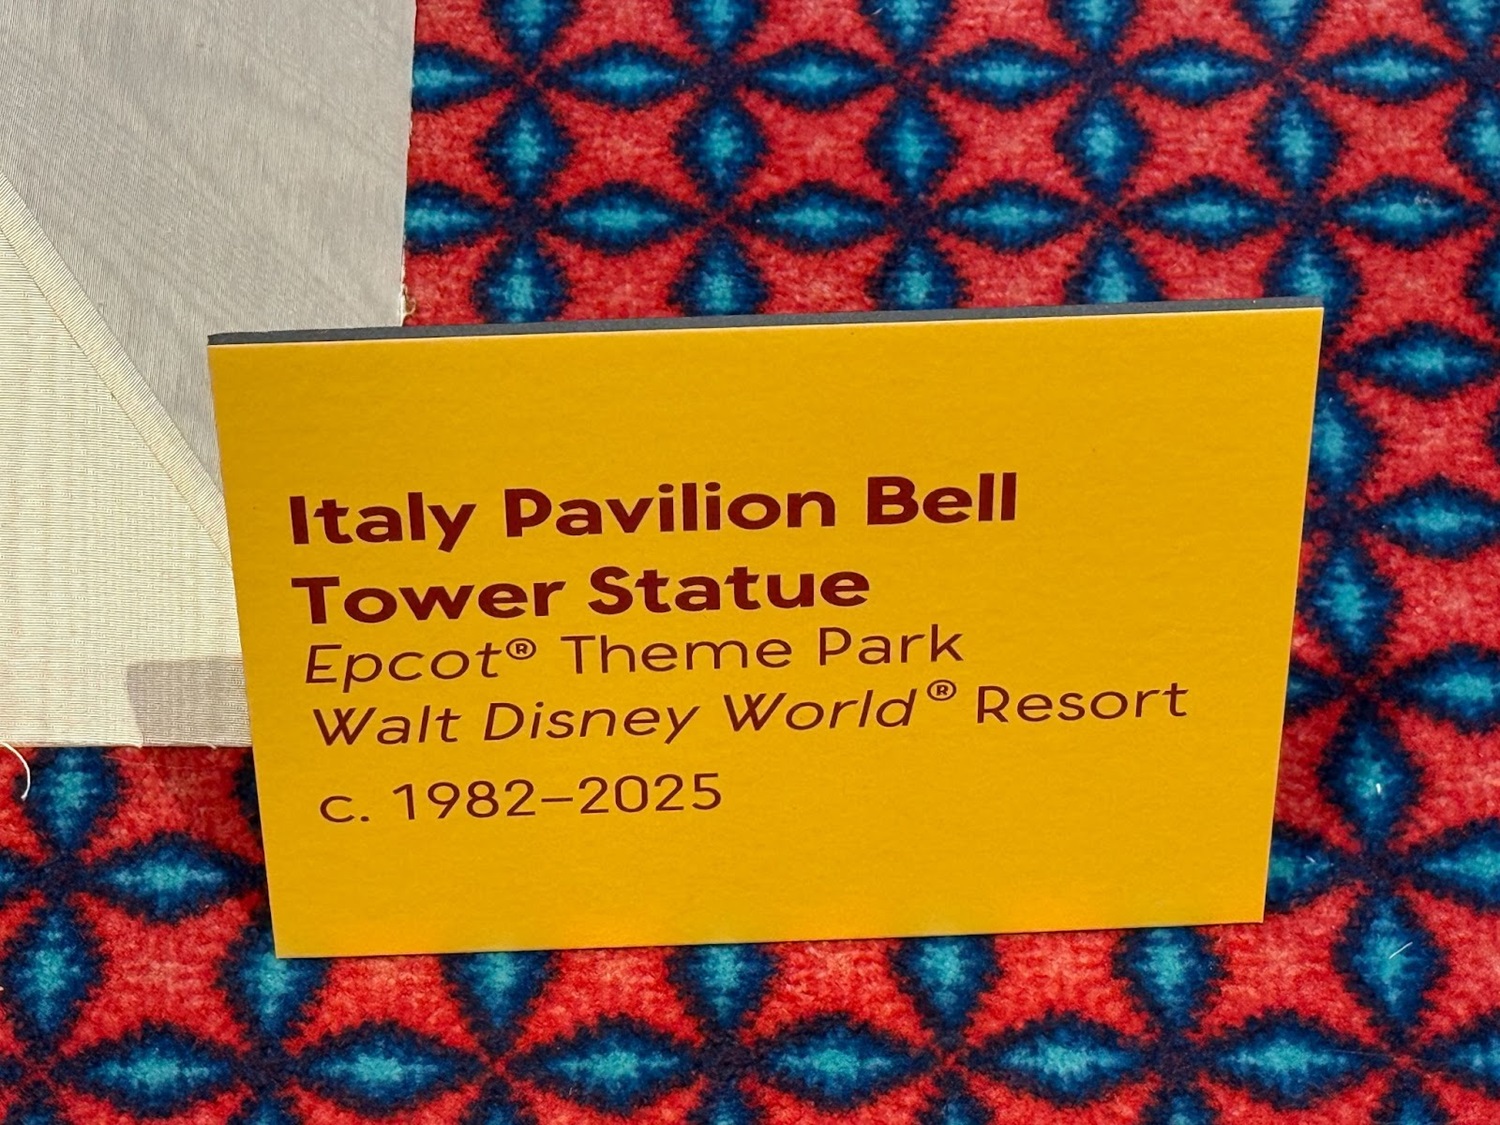 Italy Pavilion Bell
Tower Statue
Epcot® Theme Park
Walt Disney World® Resort
c. 1982–2025